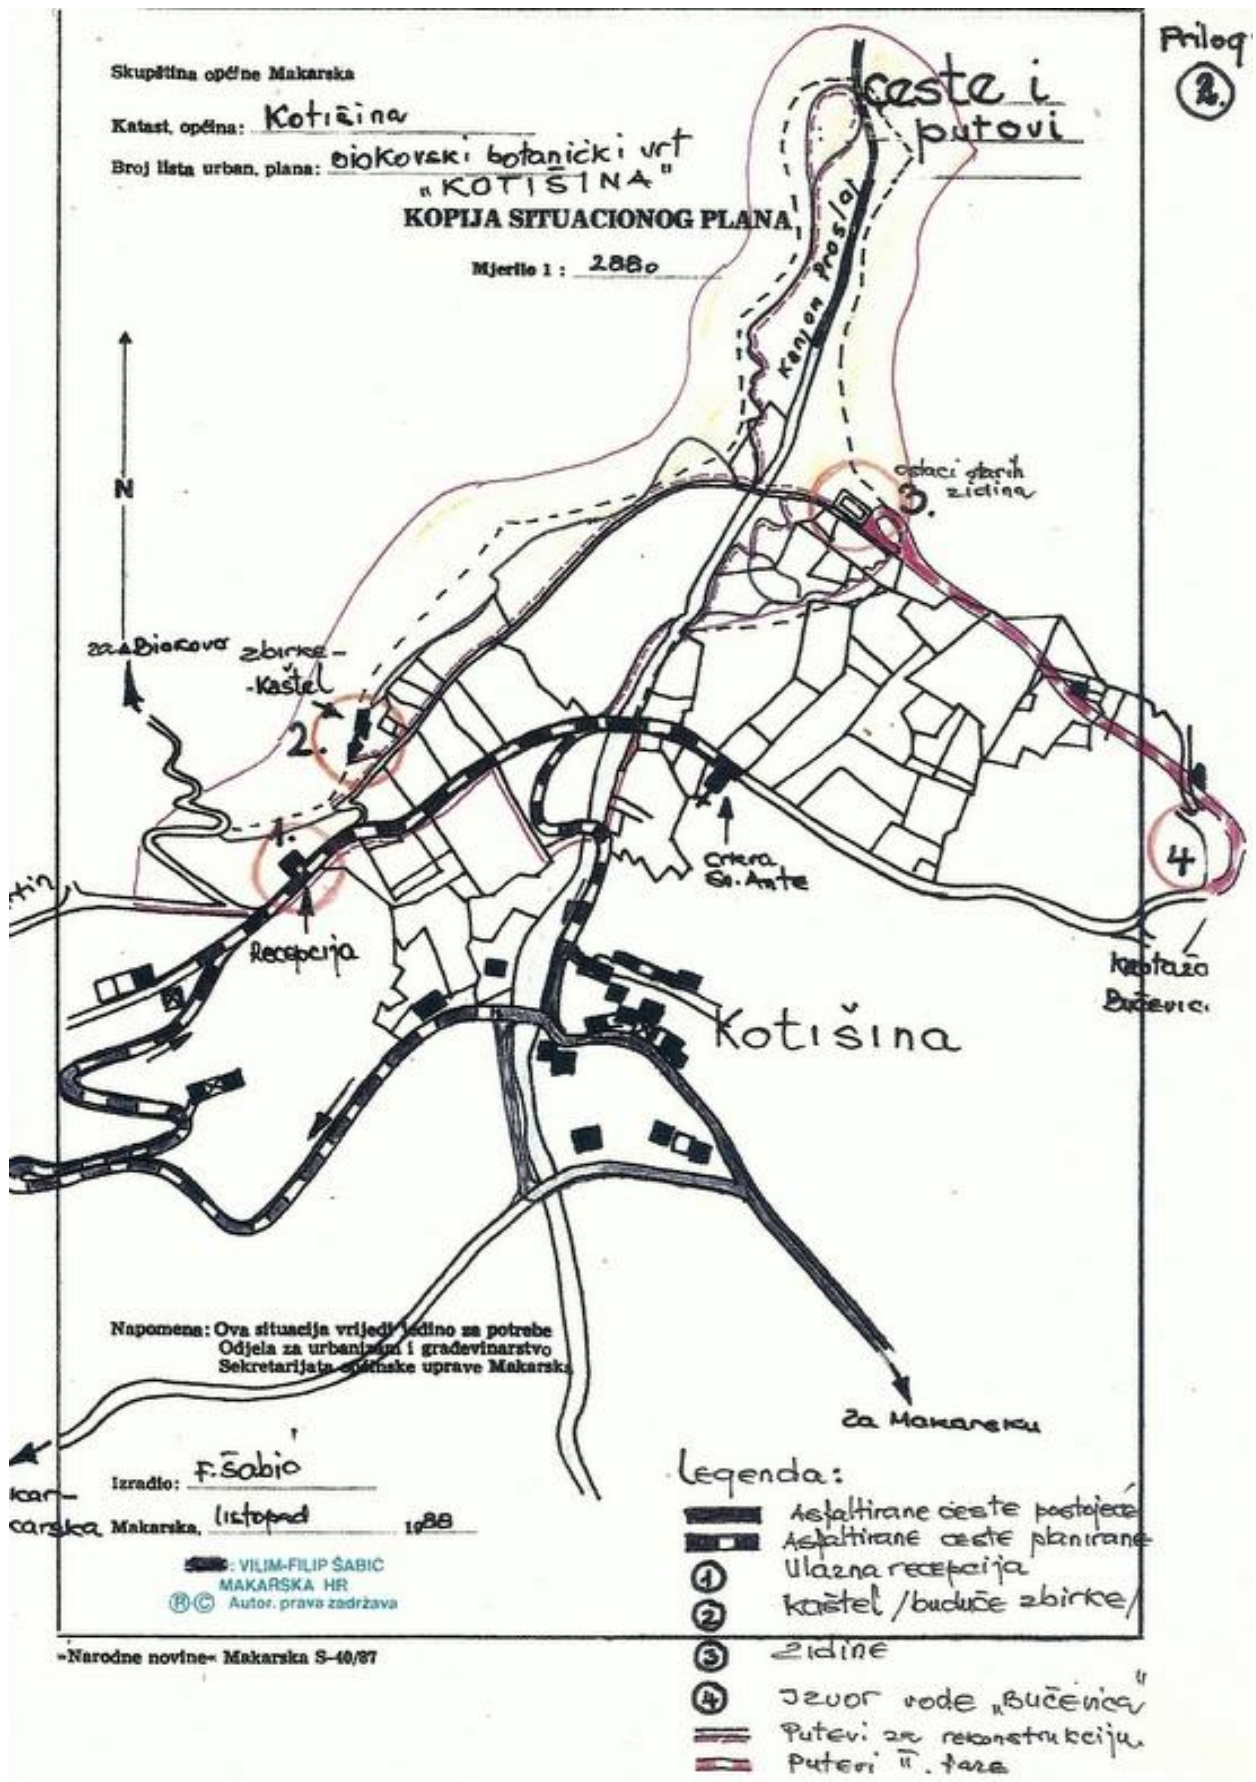 Prilog
2.
Skupština općine Makarska
Katast. općina: Kotišina
Broj lista urban. plana: Biokovski botanički vrt
"KOTIŠINA"
KOPIJA SITUACIONOG PLANA
Mjerilo 1 : 2880
ceste i
putovi
Kanjon Proslap
N
ostaci starih
zidina
3.
za Biokovo
zbirke-
-Kaštel
2.
1.
Recepcija
crkva
Sv. Ante
4
Kaptaža
Bučevici
Kotišina
Napomena: Ova situacija vrijedi jedino za potrebe
Odjela za urbanizam i građevinarstvo
Sekretarijata općinske uprave Makarska
za Makarsku
Izradio: F. Šabić
Makarska, listopad 1988
: VILIM-FILIP ŠABIĆ
MAKARSKA HR
® © Autor. prava zadržava
»Narodne novine« Makarska S-40/87
Legenda:
Asfaltirane ceste postojeće
Asfaltirane ceste planirane
1 Ulazna recepcija
2 Kaštel /buduće zbirke/
3 Zidine
4 Izvor vode „Bučevica"
Putevi za rekonstrukciju
Putevi II. faze